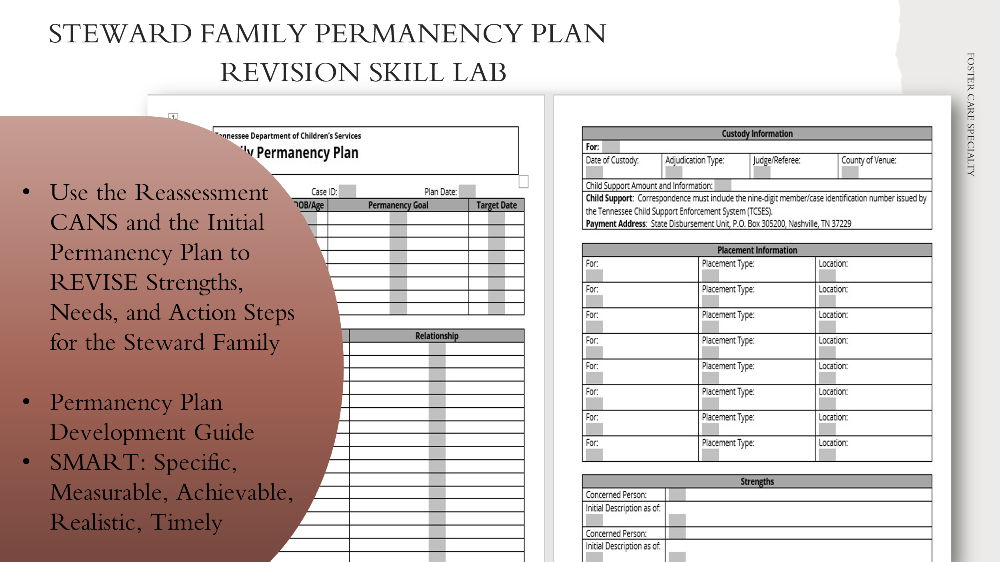 STEWARD FAMILY PERMANENCY PLAN
REVISION SKILL LAB
FOSTER CARE SPECIALTY
• Use the Reassessment
CANS and the Initial
Permanency Plan to
REVISE Strengths,
Needs, and Action Steps
for the Steward Family
• Permanency Plan
Development Guide
• SMART: Specific,
Measurable, Achievable,
Realistic, Timely
Tennessee Department of Children's Services
Permanency Plan
Case ID: Plan Date:
DOB/Age Permanency Goal Target Date
Relationship
Custody Information
For:
Date of Custody: Adjudication Type: Judge/Referee: County of Venue:
Child Support Amount and Information:
Child Support: Correspondence must include the nine-digit member/case identification number issued by
the Tennessee Child Support Enforcement System (TCSES).
Payment Address: State Disbursement Unit, P.O. Box 305200, Nashville, TN 37229
Placement Information
For: Placement Type: Location:
For: Placement Type: Location:
For: Placement Type: Location:
For: Placement Type: Location:
For: Placement Type: Location:
For: Placement Type: Location:
For: Placement Type: Location:
For: Placement Type: Location:
Strengths
Concerned Person:
Initial Description as of:
Concerned Person:
Initial Description as of: